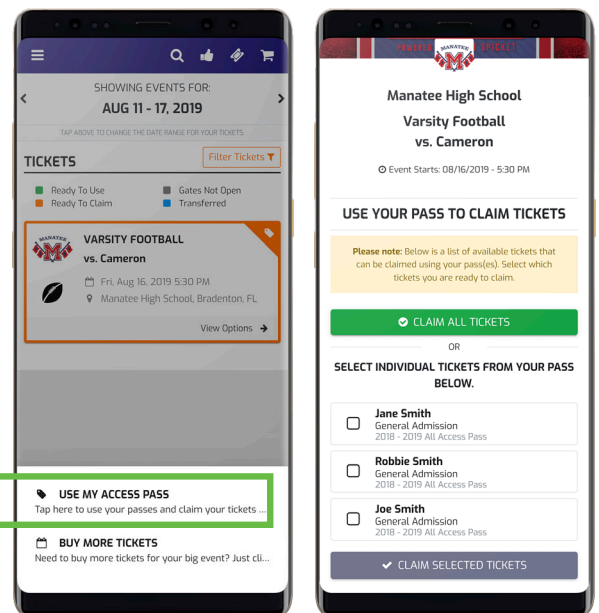 SHOWING EVENTS FOR:
AUG 11 - 17, 2019
TAP ABOVE TO CHANGE THE DATE RANGE FOR YOUR TICKETS.
TICKETS
Filter Tickets
Ready To Use
Gates Not Open
Ready To Claim
Transferred
MANATEE
M
VARSITY FOOTBALL
vs. Cameron
Fri, Aug 16, 2019 5:30 PM
Manatee High School, Bradenton, FL
View Options
USE MY ACCESS PASS
Tap here to use your passes and claim your tickets ...
BUY MORE TICKETS
Need to buy more tickets for your big event? Just cli...
POWERED
MANATEE
M
Manatee High School
Varsity Football
vs. Cameron
Event Starts: 08/16/2019 - 5:30 PM
USE YOUR PASS TO CLAIM TICKETS
Please note: Below is a list of available tickets that
can be claimed using your pass(es). Select which
tickets you are ready to claim.
CLAIM ALL TICKETS
OR
SELECT INDIVIDUAL TICKETS FROM YOUR PASS
BELOW.
Jane Smith
General Admission
2018 - 2019 All Access Pass
Robbie Smith
General Admission
2018 - 2019 All Access Pass
Joe Smith
General Admission
2018 - 2019 All Access Pass
CLAIM SELECTED TICKETS